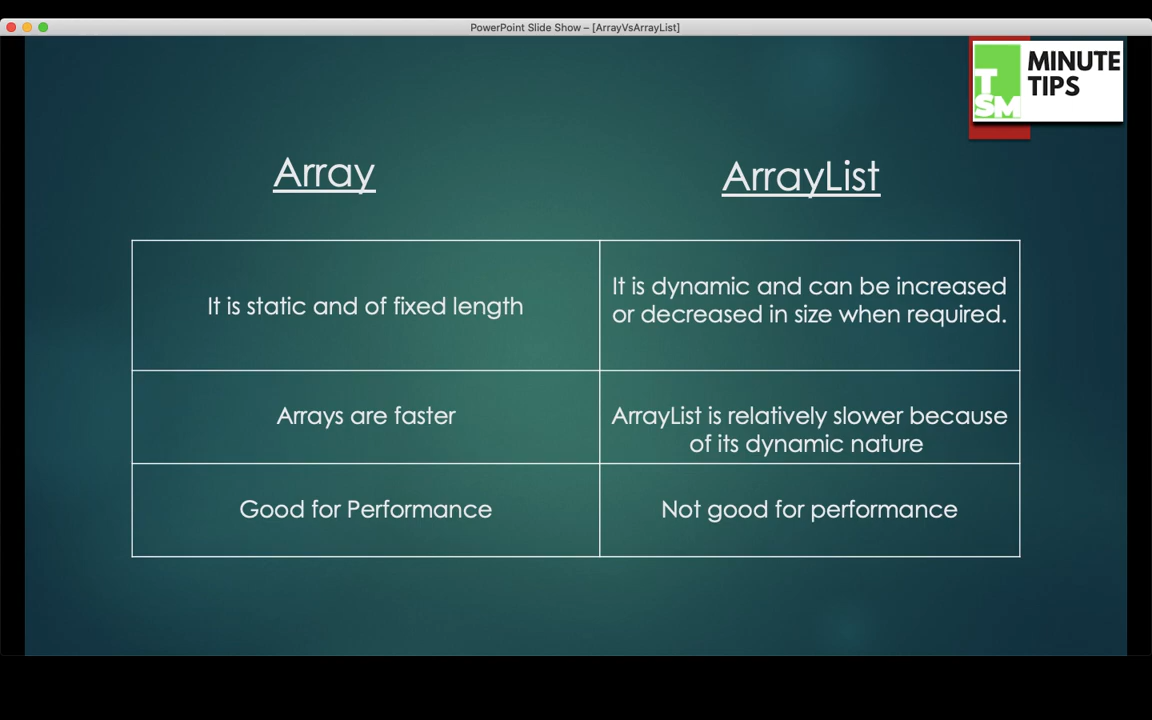 PowerPoint Slide Show – [ArrayVsArrayList]
T
SM
MINUTE
TIPS
Array
ArrayList
It is static and of fixed length
It is dynamic and can be increased
or decreased in size when required.
Arrays are faster
ArrayList is relatively slower because
of its dynamic nature
Good for Performance
Not good for performance